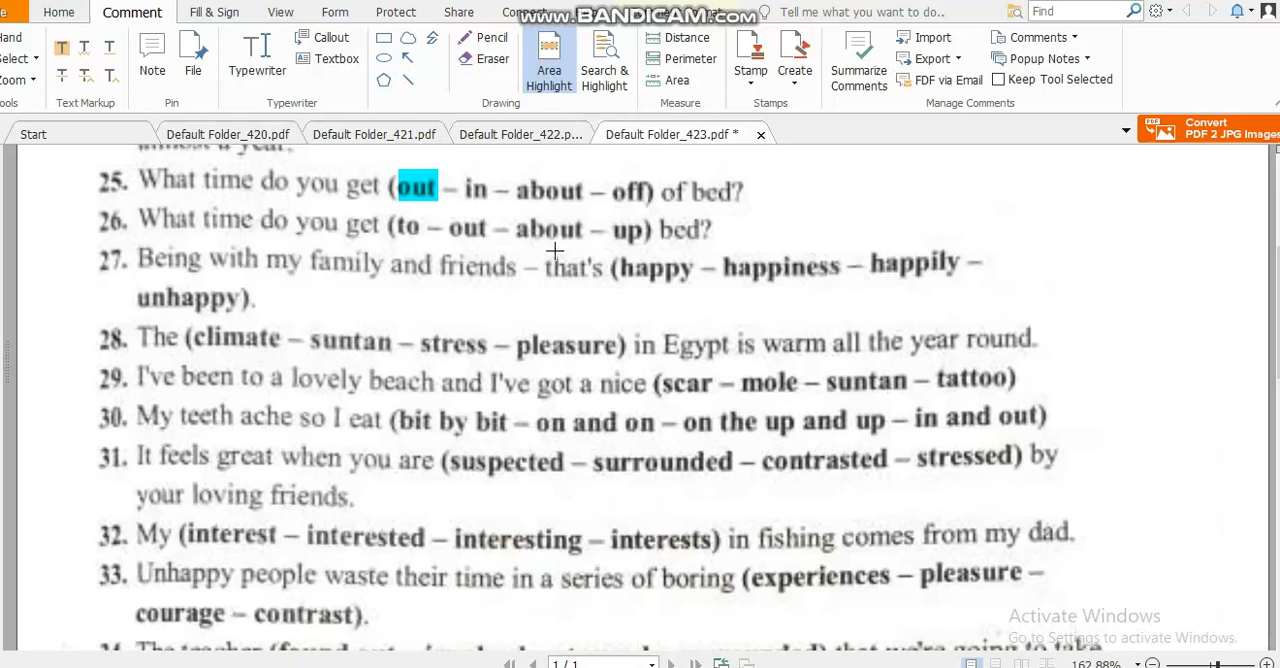 www.BANDICAM.com
Home Comment Fill & Sign View Form Protect Share Tell me what you want to do.. Find
Callout Pencil Distance Import Comments
Textbox Eraser Perimeter Export Popup Notes
Note File Typewriter Area Highlight Search & Highlight Area Stamp Create Summarize Comments FDF via Email Keep Tool Selected
Text Markup Pin Typewriter Drawing Measure Stamps Manage Comments
Start Default Folder_420.pdf Default Folder_421.pdf Default Folder_422.p... Default Folder_423.pdf * Convert
PDF 2 JPG Images
25. What time do you get (out – in – about – off) of bed?
26. What time do you get (to – out – about – up) bed?
27. Being with my family and friends – that's (happy – happiness – happily –
unhappy).
28. The (climate – suntan – stress – pleasure) in Egypt is warm all the year round.
29. I've been to a lovely beach and I've got a nice (scar – mole – suntan – tattoo)
30. My teeth ache so I eat (bit by bit – on and on – on the up and up – in and out)
31. It feels great when you are (suspected – surrounded – contrasted – stressed) by
your loving friends.
32. My (interest – interested – interesting – interests) in fishing comes from my dad.
33. Unhappy people waste their time in a series of boring (experiences – pleasure –
courage – contrast).
Activate Windows
Go to Settings to activate Windows.
1 / 1 162.88%